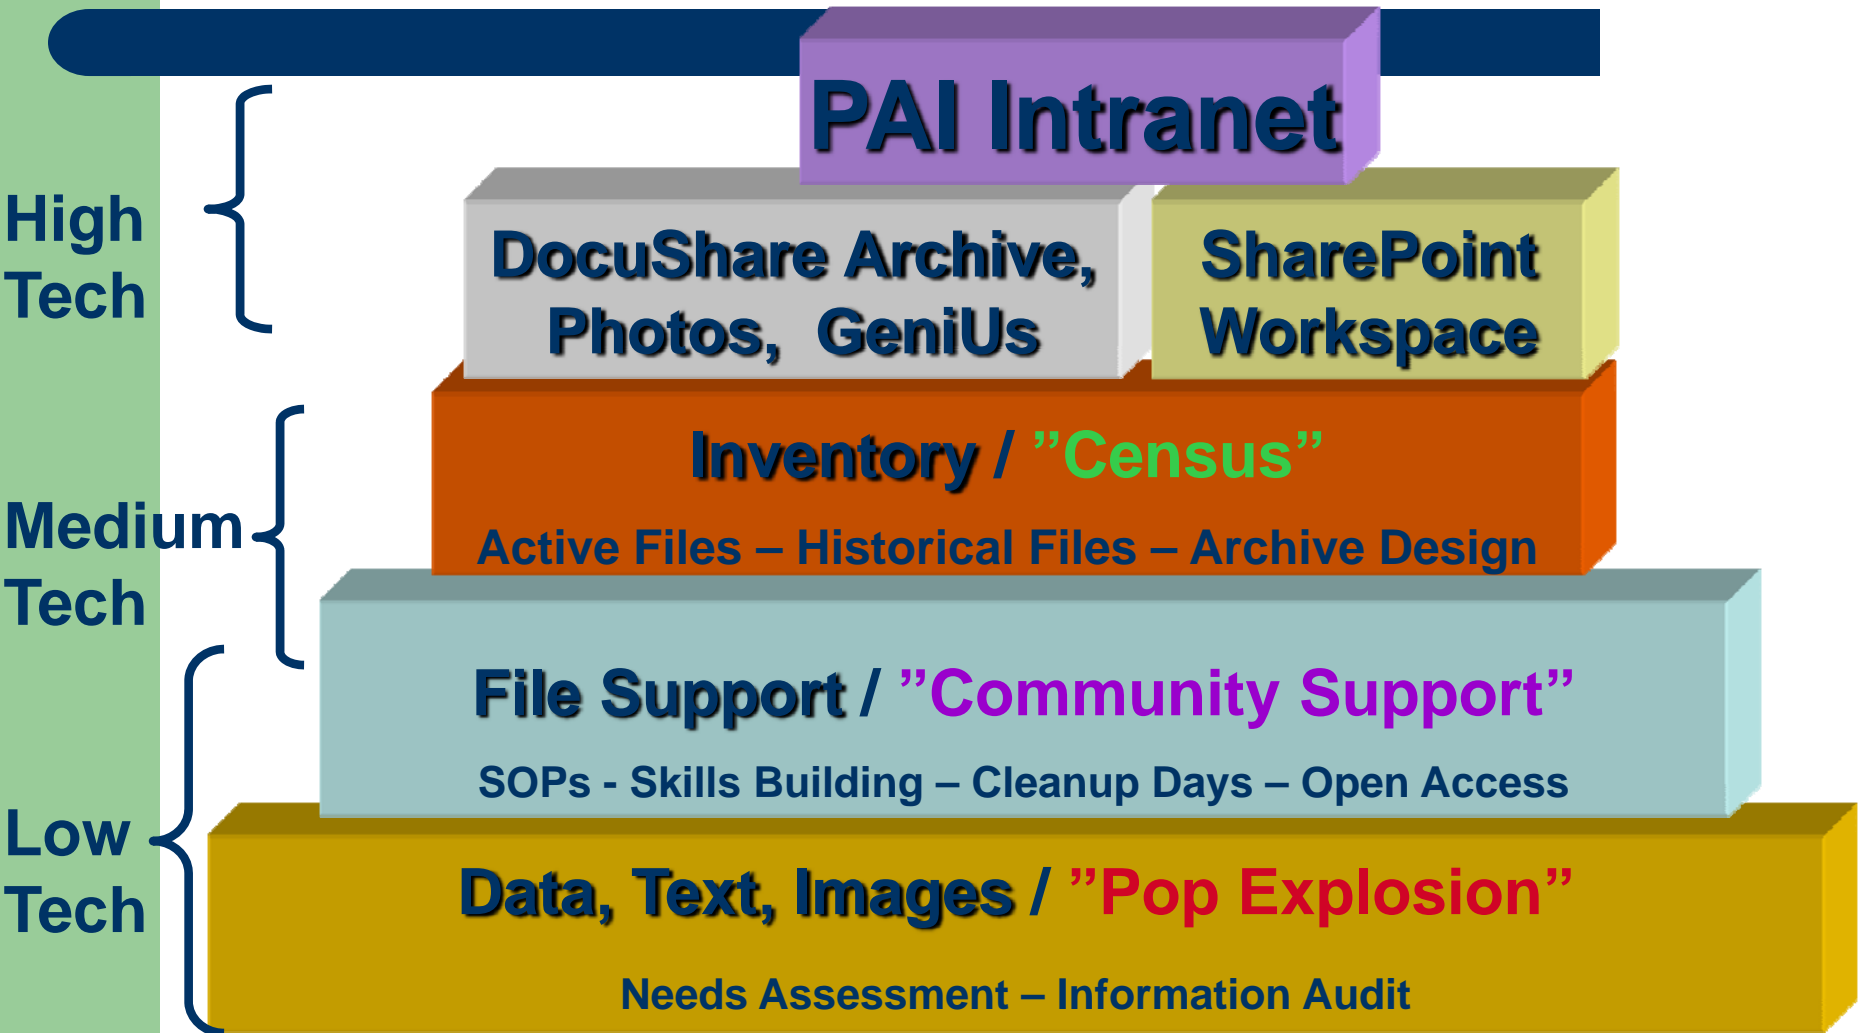 PAI Intranet
High
Tech
DocuShare Archive,
Photos, GeniUs
SharePoint
Workspace
Medium
Tech
Inventory / ”Census”
Active Files – Historical Files – Archive Design
File Support / ”Community Support”
SOPs - Skills Building – Cleanup Days – Open Access
Low
Tech
Data, Text, Images / ”Pop Explosion”
Needs Assessment – Information Audit